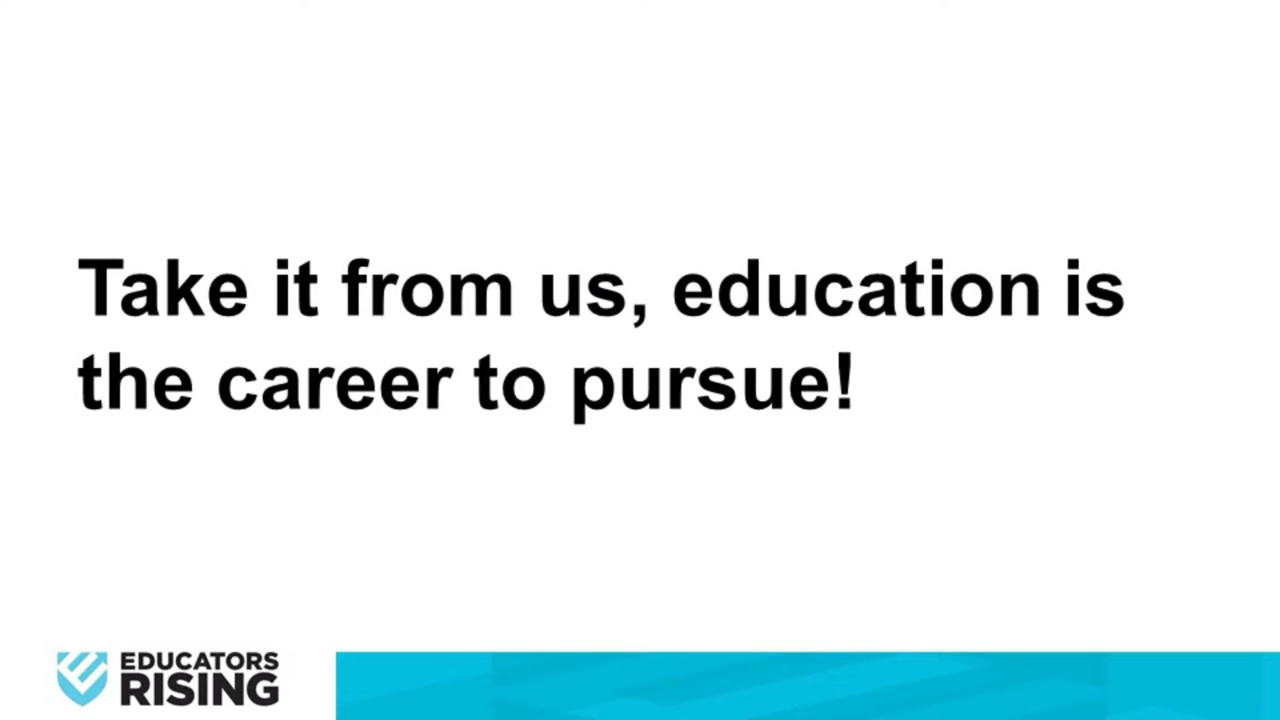 Take it from us, education is
the career to pursue!
EDUCATORS
RISING